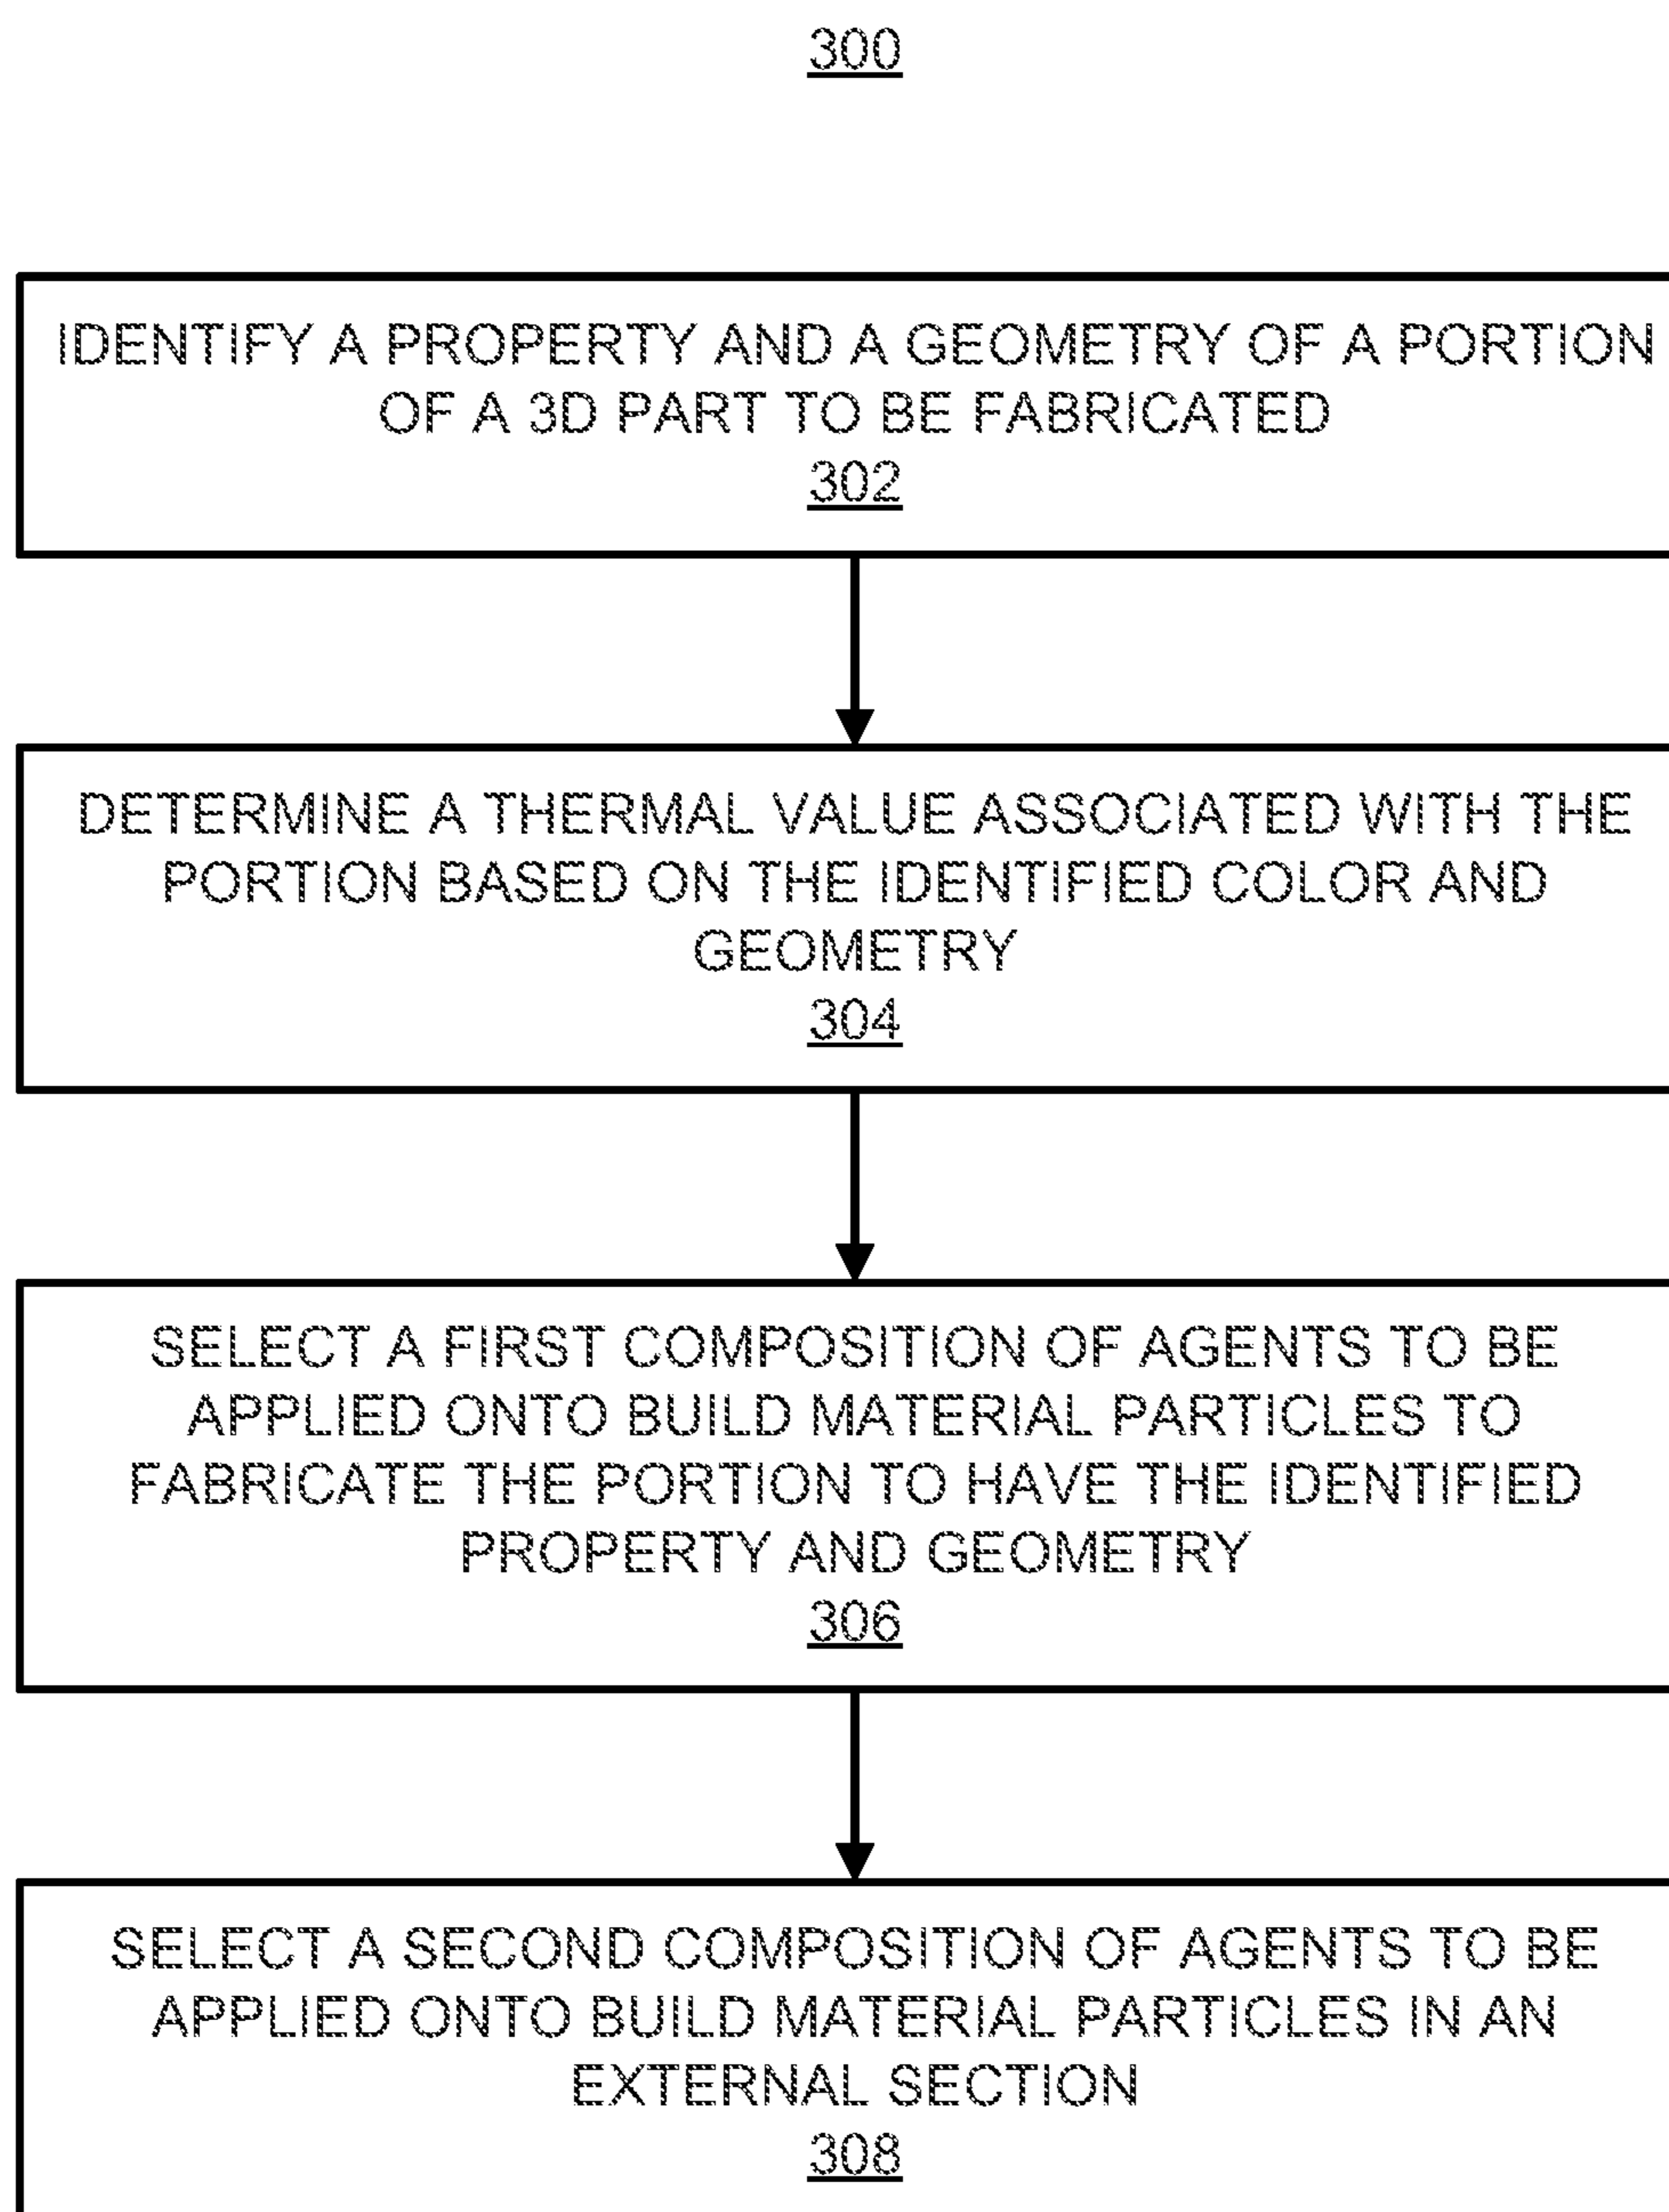 300
IDENTIFY A PROPERTY AND A GEOMETRY OF A PORTION
OF A 3D PART TO BE FABRICATED
302
DETERMINE A THERMAL VALUE ASSOCIATED WITH THE
PORTION BASED ON THE IDENTIFIED COLOR AND
GEOMETRY
304
SELECT A FIRST COMPOSITION OF AGENTS TO BE
APPLIED ONTO BUILD MATERIAL PARTICLES TO
FABRICATE THE PORTION TO HAVE THE IDENTIFIED
PROPERTY AND GEOMETRY
306
SELECT A SECOND COMPOSITION OF AGENTS TO BE
APPLIED ONTO BUILD MATERIAL PARTICLES IN AN
EXTERNAL SECTION
308